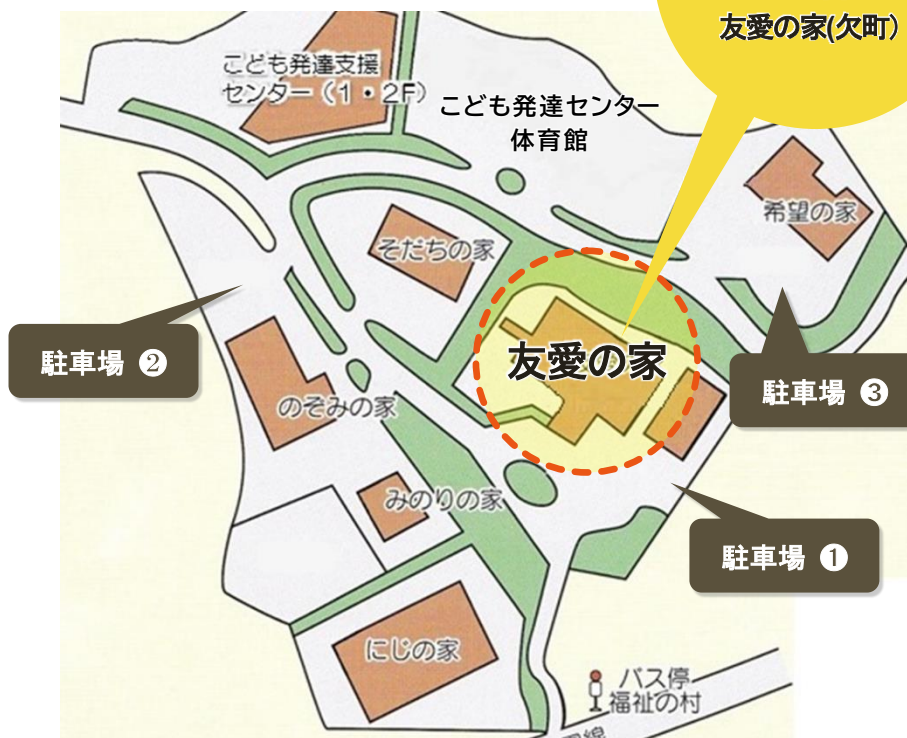 友愛の家(欠町)
こども発達支援
センター（1・2F）
こども発達センター
体育館
希望の家
そだちの家
駐車場 ❷
友愛の家
駐車場 ❸
のぞみの家
みのりの家
駐車場 ❶
にじの家
バス停
福祉の村